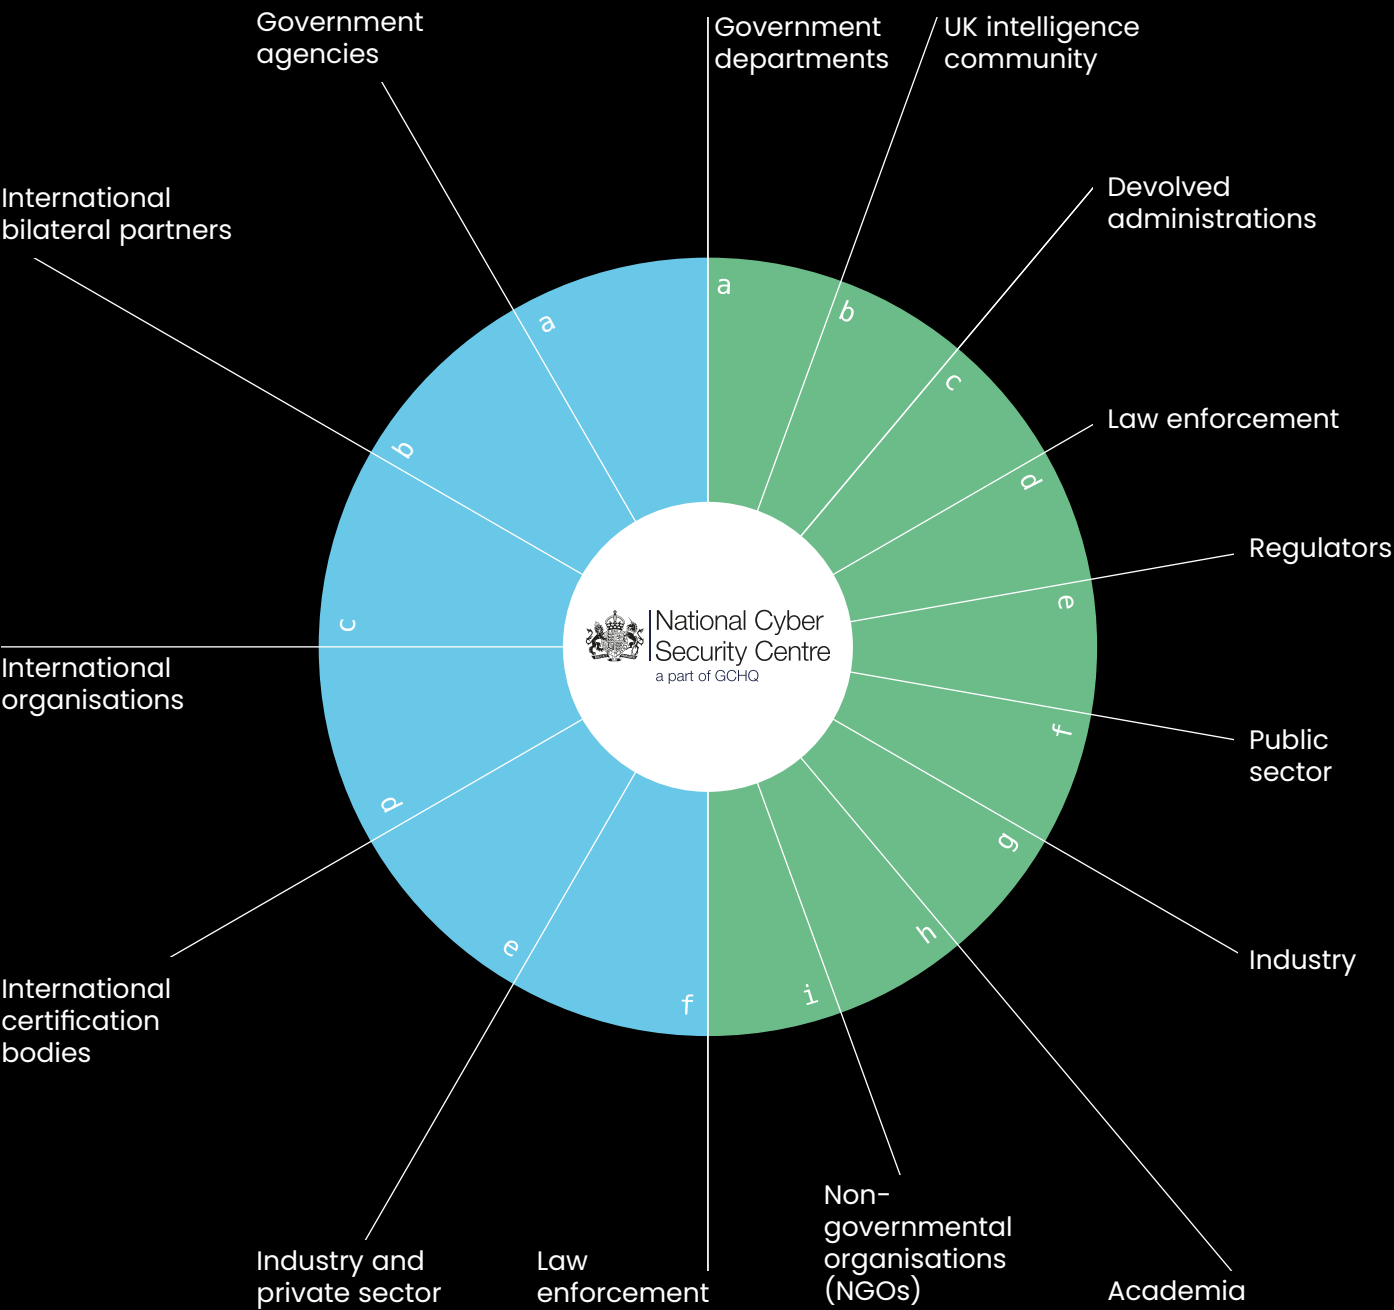 Government
agencies
Government
departments
UK intelligence
community
International
bilateral partners
Devolved
administrations
a
b
c
d
e
f
g
h
i
a
b
c
d
e
f
Law enforcement
Regulators
National Cyber
Security Centre
a part of GCHQ
International
organisations
Public
sector
Industry
International
certification
bodies
Industry and
private sector
Law
enforcement
Non-
governmental
organisations
(NGOs)
Academia